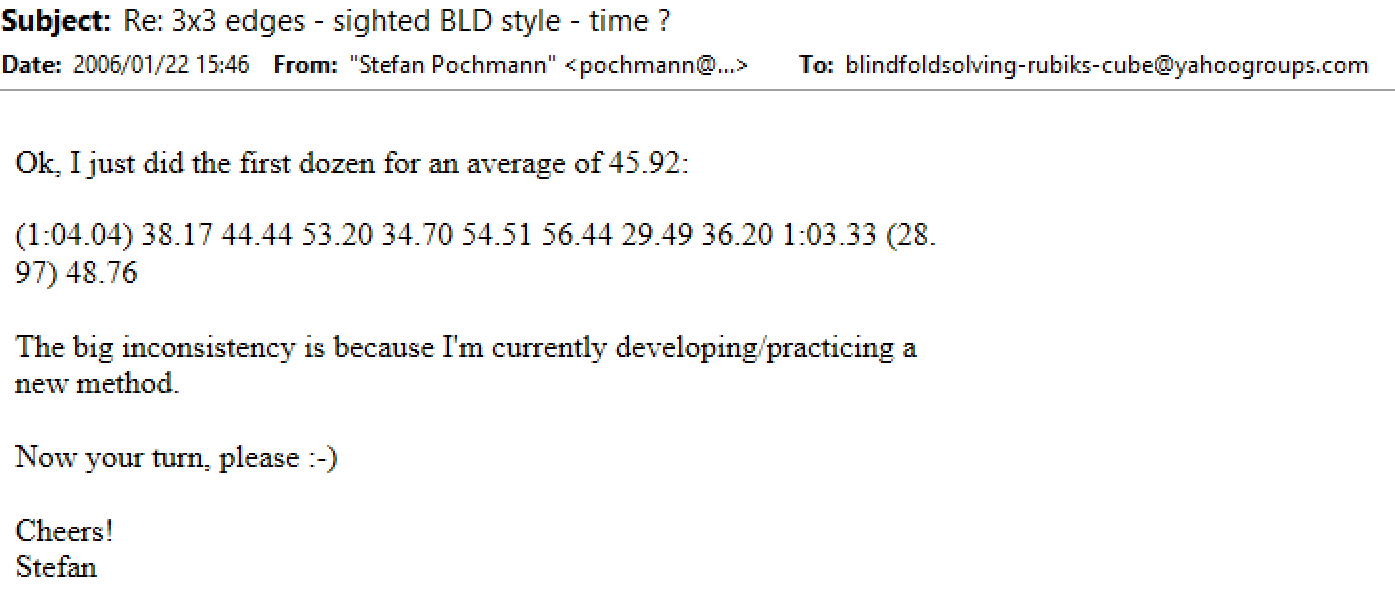 Subject: Re: 3x3 edges - sighted BLD style - time ?
Date: 2006/01/22 15:46 From: "Stefan Pochmann" <pochmann@...> To: blindfoldsolving-rubiks-cube@yahoogroups.com
Ok, I just did the first dozen for an average of 45.92:
(1:04.04) 38.17 44.44 53.20 34.70 54.51 56.44 29.49 36.20 1:03.33 (28.
97) 48.76
The big inconsistency is because I'm currently developing/practicing a
new method.
Now your turn, please :-)
Cheers!
Stefan